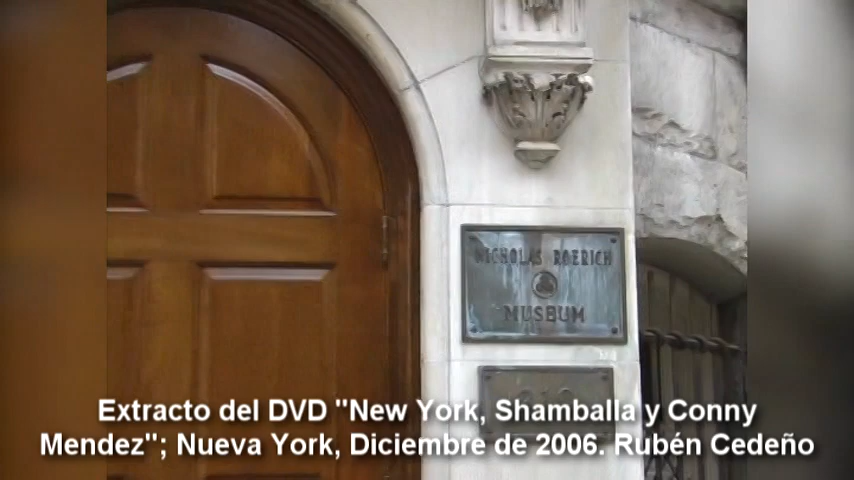 NICHOLAS ROERICH
MUSEUM
Extracto del DVD "New York, Shamballa y Conny
Mendez"; Nueva York, Diciembre de 2006. Rubén Cedeño